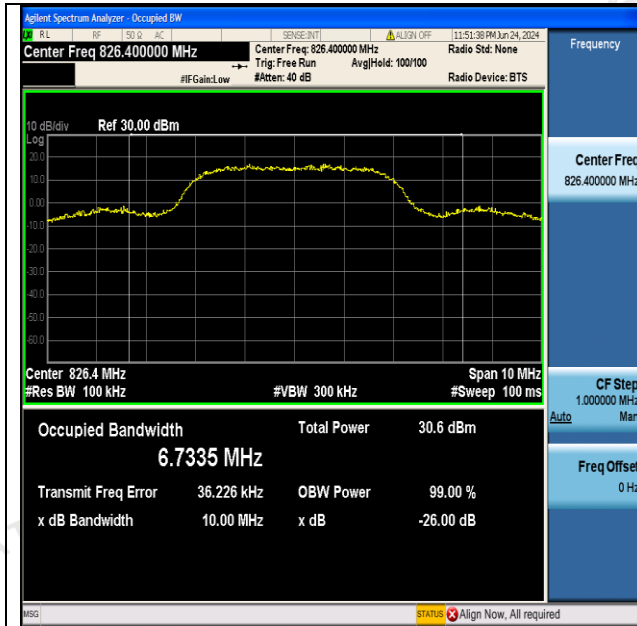 Agilent Spectrum Analyzer - Occupied BW
LXI RL RF 50 Ω AC SENSE:INT ALIGN OFF 11:51:38 PM Jun 24, 2024
Center Freq 826.400000 MHz Center Freq: 826.400000 MHz Radio Std: None
Trig: Free Run Avg|Hold: 100/100
#IFGain:Low #Atten: 40 dB Radio Device: BTS
10 dB/div Ref 30.00 dBm
Log
20.0
10.0
0.00
-10.0
-20.0
-30.0
-40.0
-50.0
-60.0
Center 826.4 MHz Span 10 MHz
#Res BW 100 kHz #VBW 300 kHz #Sweep 100 ms
Occupied Bandwidth Total Power 30.6 dBm
6.7335 MHz
Transmit Freq Error 36.226 kHz OBW Power 99.00 %
x dB Bandwidth 10.00 MHz x dB -26.00 dB
MSG STATUS Align Now, All required
Frequency
Center Freq
826.400000 MHz
CF Step
1.000000 MHz
Auto Man
Freq Offset
0 Hz